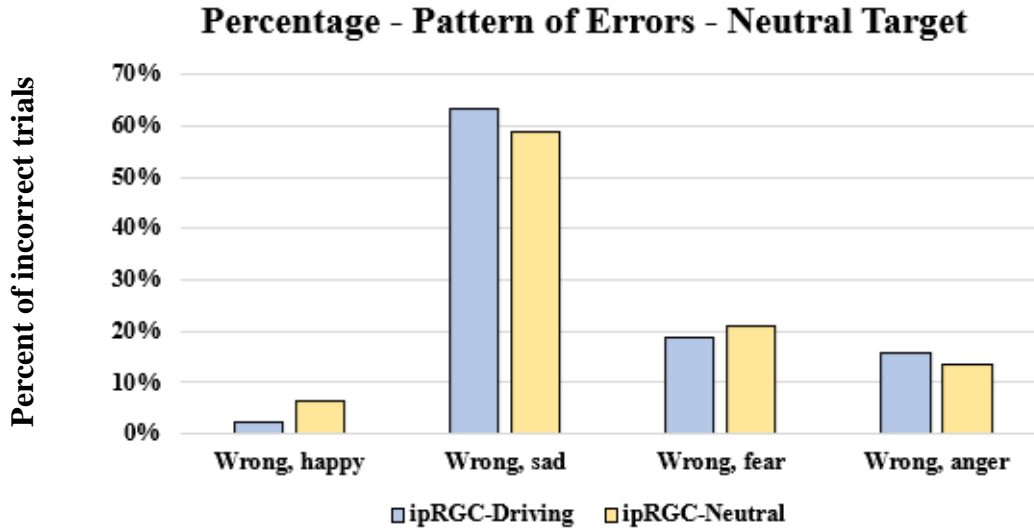 Percentage - Pattern of Errors - Neutral Target
Percent of incorrect trials
70%
60%
50%
40%
30%
20%
10%
0%
Wrong, happy Wrong, sad Wrong, fear Wrong, anger
ipRGC-Driving ipRGC-Neutral